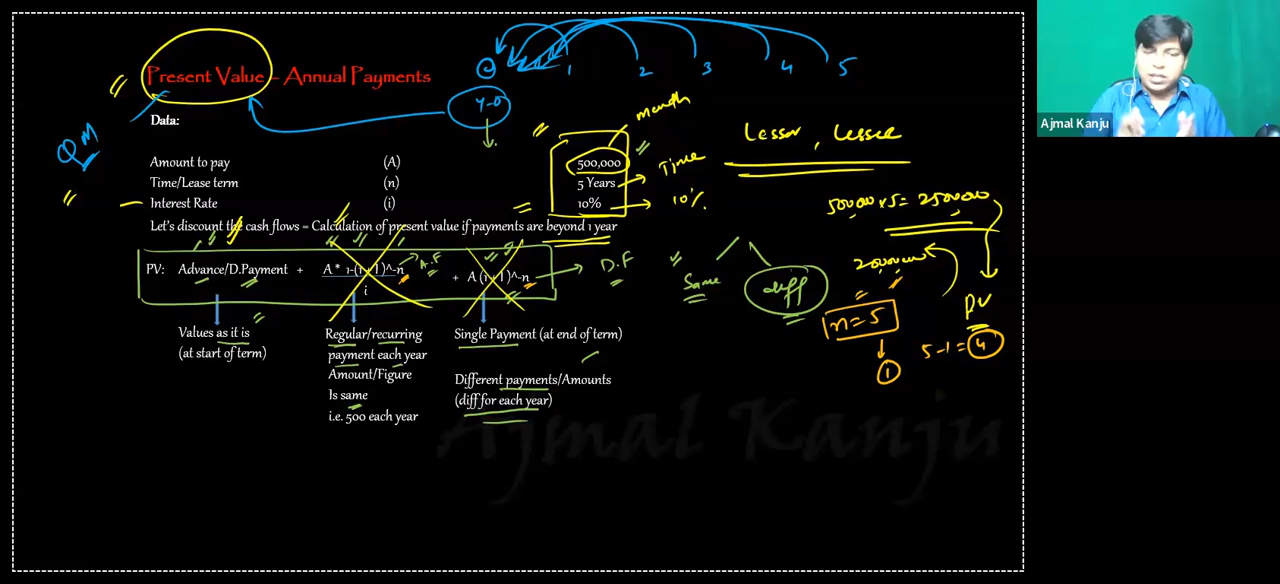 Present Value - Annual Payments
0 1 2 3 4 5
Y-0
Data:
QM
month
Lessor, Lessee
Amount to pay (A) 500,000
Time/Lease term (n) 5 Years Time
Interest Rate (i) 10% 10%.
500000 x 5 = 2500000
Let's discount the cash flows = Calculation of present value if payments are beyond 1 year
PV: Advance/D.Payment + A* 1-(1+1)^-n + A (1+1)^-n
i
A.F
D.F
Same
diff
n = 5
PV
5-1 = 4
1
Values as it is
(at start of term)
Regular/recurring
payment each year
Amount/Figure
Is same
i.e. 500 each year
Single Payment (at end of term)
Different payments/Amounts
(diff for each year)
Ajmal Kanju
Ajmal Kanju